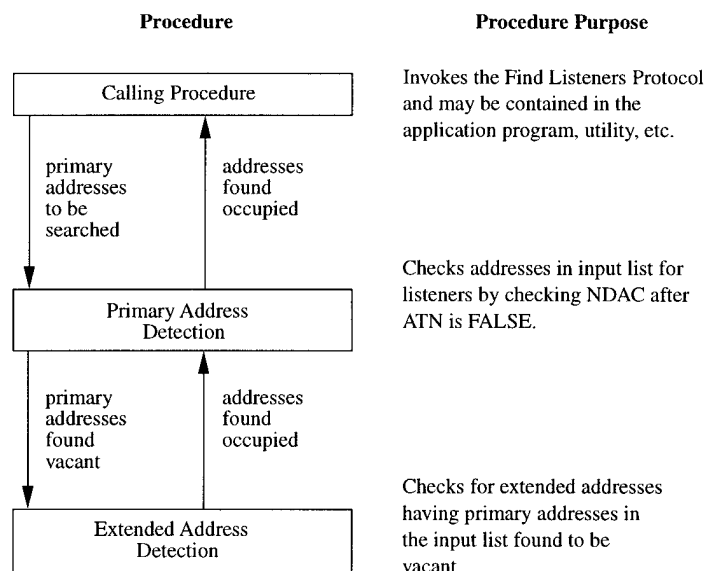 Procedure
Procedure Purpose
Calling Procedure
Invokes the Find Listeners Protocol
and may be contained in the
application program, utility, etc.
primary
addresses
to be
searched
addresses
found
occupied
Primary Address
Detection
Checks addresses in input list for
listeners by checking NDAC after
ATN is FALSE.
primary
addresses
found
vacant
addresses
found
occupied
Extended Address
Detection
Checks for extended addresses
having primary addresses in
the input list found to be
vacant